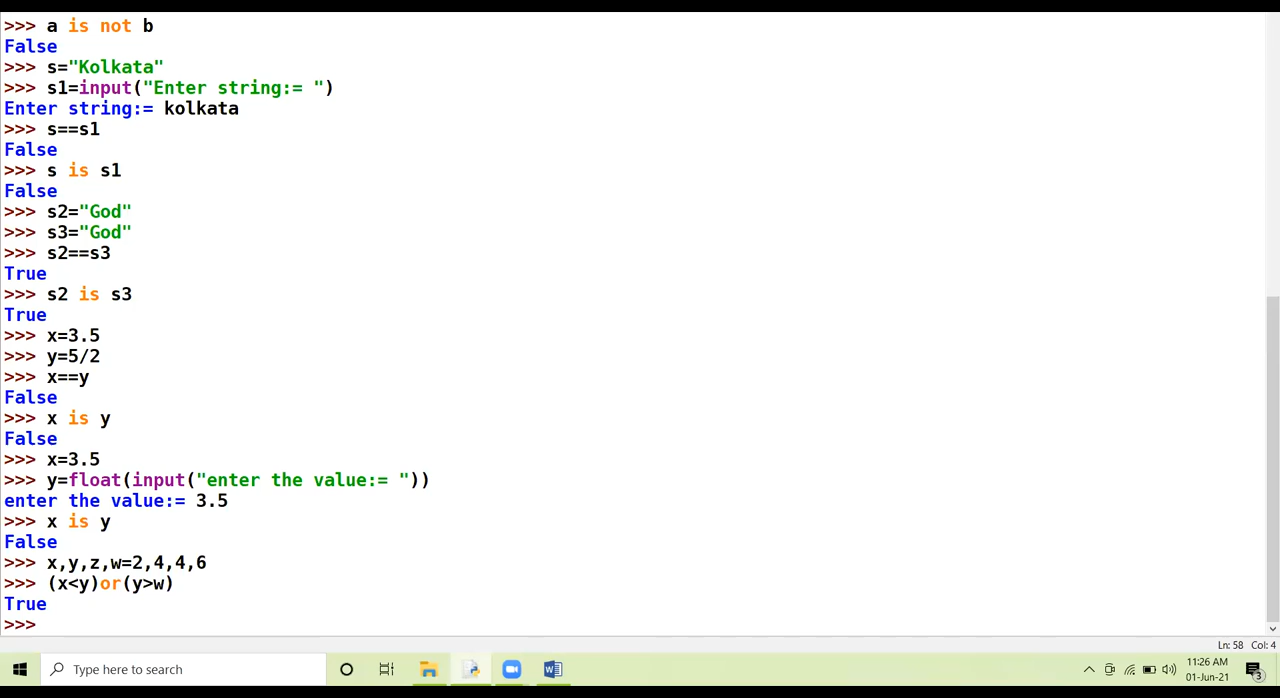 >>> a is not b
False
>>> s="Kolkata"
>>> s1=input("Enter string:= ")
Enter string:= kolkata
>>> s==s1
False
>>> s is s1
False
>>> s2="God"
>>> s3="God"
>>> s2==s3
True
>>> s2 is s3
True
>>> x=3.5
>>> y=5/2
>>> x==y
False
>>> x is y
False
>>> x=3.5
>>> y=float(input("enter the value:= "))
enter the value:= 3.5
>>> x is y
False
>>> x,y,z,w=2,4,4,6
>>> (x<y)or(y>w)
True
>>>
Ln: 58 Col: 4
Type here to search
11:26 AM
01-Jun-21
3